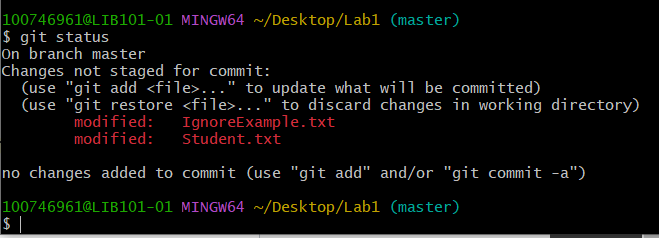 100746961@LIB101-01 MINGW64 ~/Desktop/Lab1 (master)
$ git status
On branch master
Changes not staged for commit:
  (use "git add <file>..." to update what will be committed)
  (use "git restore <file>..." to discard changes in working directory)
        modified:   IgnoreExample.txt
        modified:   Student.txt

no changes added to commit (use "git add" and/or "git commit -a")

100746961@LIB101-01 MINGW64 ~/Desktop/Lab1 (master)
$